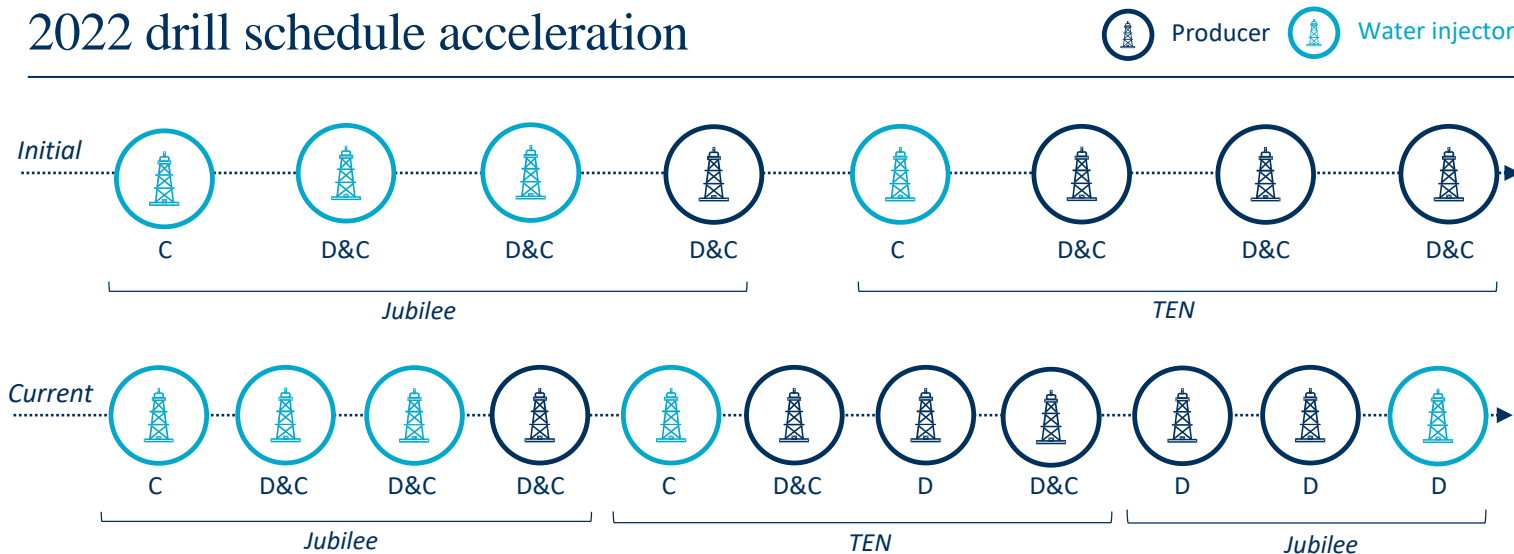 2022 drill schedule acceleration
Producer
Water injector
Initial
C D&C D&C D&C C D&C D&C D&C
Jubilee TEN
Current
C D&C D&C D&C C D&C D D&C D D D
Jubilee TEN Jubilee